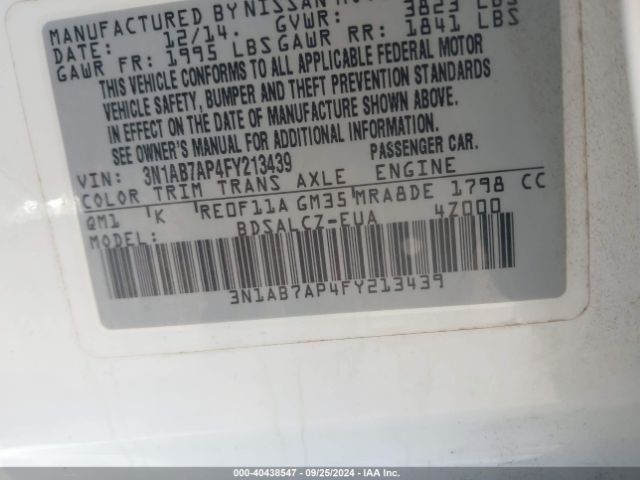 MANUFACTURED BY NISSAN
DATE: 12/14. GVWR: 3823 LBS
GAWR FR: 1995 LBS GAWR RR: 1841 LBS
THIS VEHICLE CONFORMS TO ALL APPLICABLE FEDERAL MOTOR
VEHICLE SAFETY, BUMPER AND THEFT PREVENTION STANDARDS
IN EFFECT ON THE DATE OF MANUFACTURE SHOWN ABOVE.
SEE OWNER'S MANUAL FOR ADDITIONAL INFORMATION.
VIN: 3N1AB7AP4FY213439 PASSENGER CAR.
COLOR TRIM TRANS AXLE ENGINE
QM1 K RE0F11A GM35 MRA8DE 1798 CC
MODEL: BDSALCZ-EUA 4Z000
3N1AB7AP4FY213439
000-40438547 - 09/25/2024 - IAAI.COM